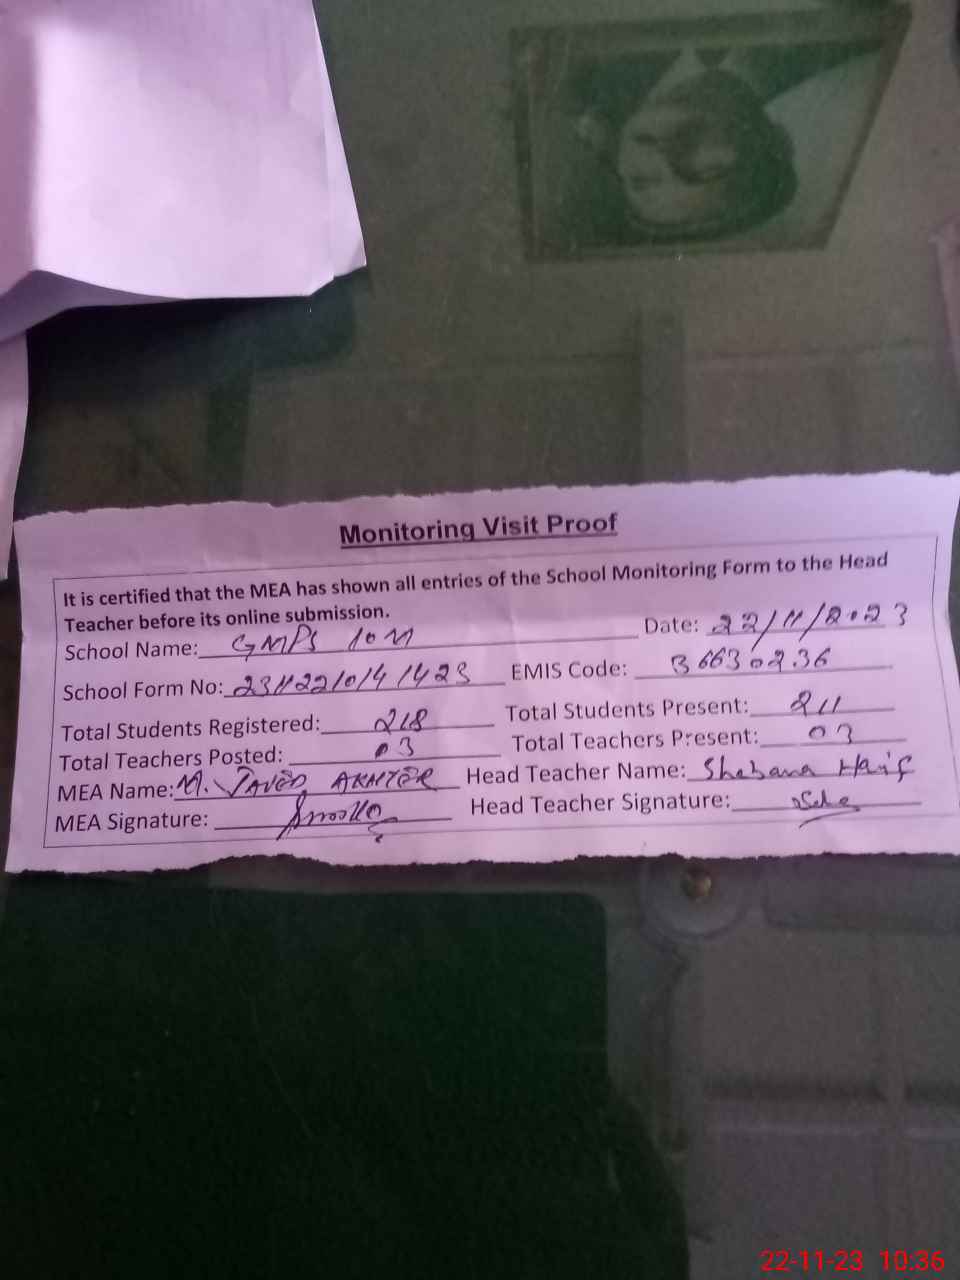 Monitoring Visit Proof
It is certified that the MEA has shown all entries of the School Monitoring Form to the Head
Teacher before its online submission.
School Name: GMPS 10M Date: 22/11/2023
School Form No: EMIS Code: 36630236
Total Students Registered: 218 Total Students Present: 211
Total Teachers Posted: 03 Total Teachers Present: 03
MEA Name: M. JAVED AKHTER Head Teacher Name: Shabana
MEA Signature: Head Teacher Signature:
22-11-23 10:36